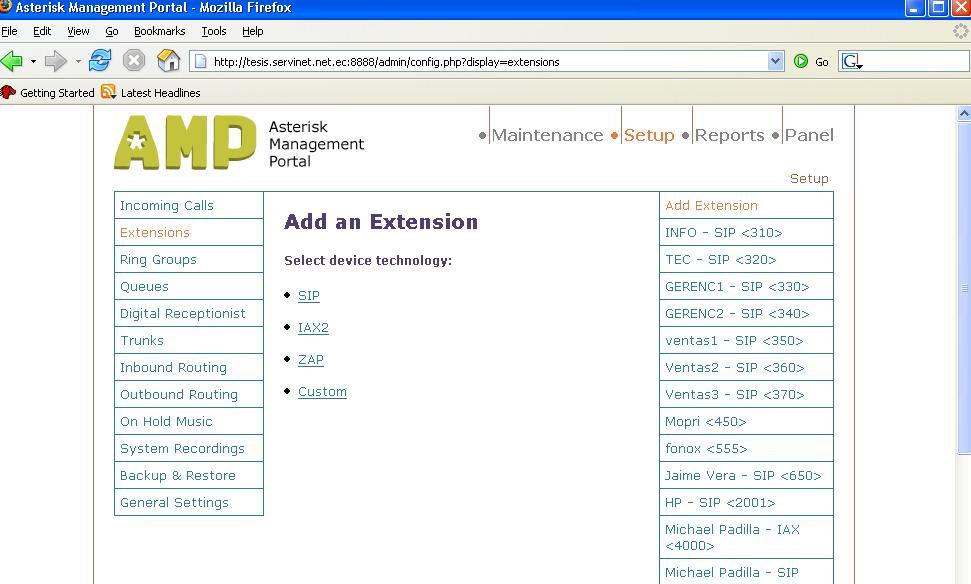 Asterisk Management Portal - Mozilla Firefox
File Edit View Go Bookmarks Tools Help
http://tesis.servinet.net.ec:8888/admin/config.php?display=extensions Go G
Getting Started Latest Headlines
AMP Asterisk
Management
Portal
Maintenance Setup Reports Panel
Setup
Incoming Calls
Extensions
Ring Groups
Queues
Digital Receptionist
Trunks
Inbound Routing
Outbound Routing
On Hold Music
System Recordings
Backup & Restore
General Settings
Add an Extension
Select device technology:
SIP
IAX2
ZAP
Custom
Add Extension
INFO - SIP <310>
TEC - SIP <320>
GERENC1 - SIP <330>
GERENC2 - SIP <340>
ventas1 - SIP <350>
Ventas2 - SIP <360>
Ventas3 - SIP <370>
Mopri <450>
fonox <555>
Jaime Vera - SIP <650>
HP - SIP <2001>
Michael Padilla - IAX
<4000>
Michael Padilla - SIP